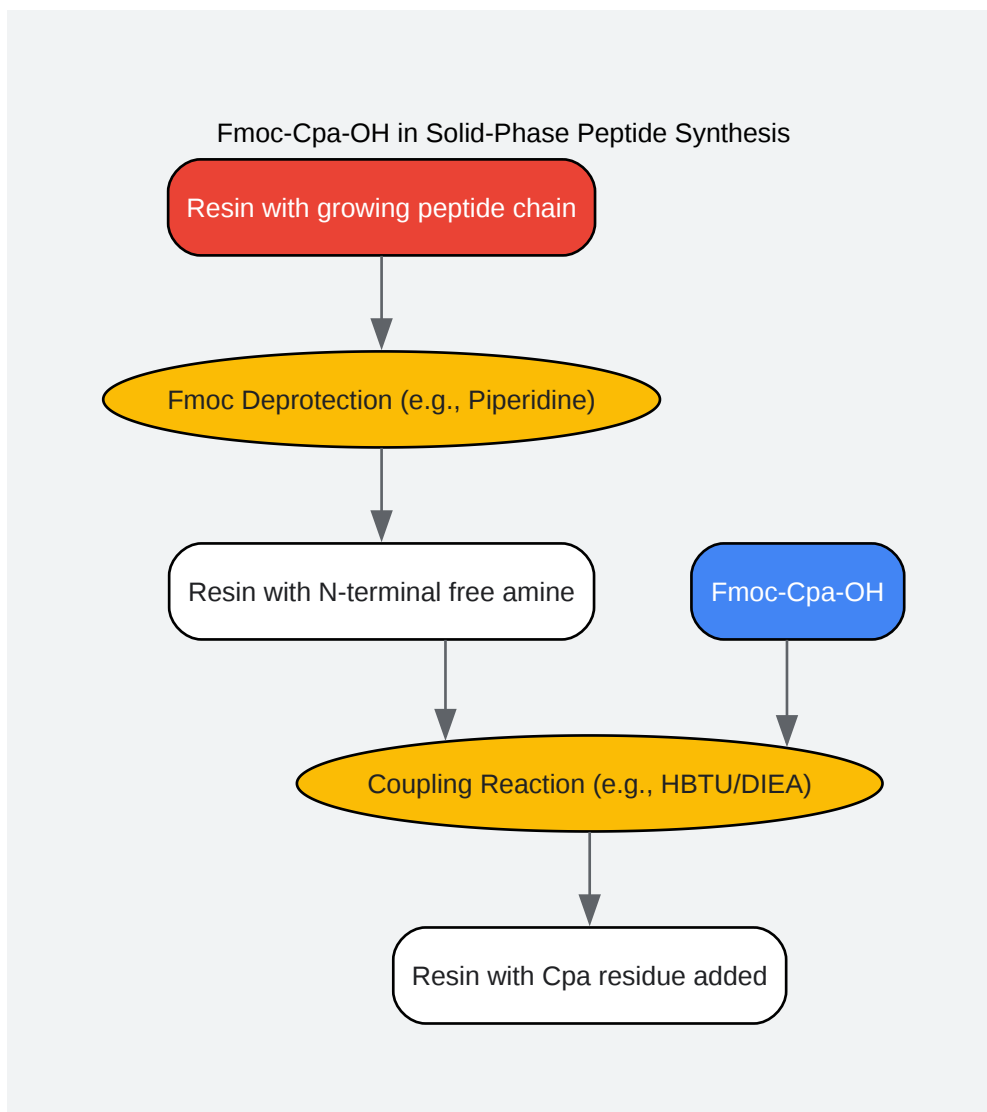 Fmoc-Cpa-OH in Solid-Phase Peptide Synthesis
Resin with growing peptide chain
Fmoc Deprotection (e.g., Piperidine)
Resin with N-terminal free amine
Fmoc-Cpa-OH
Coupling Reaction (e.g., HBTU/DIEA)
Resin with Cpa residue added